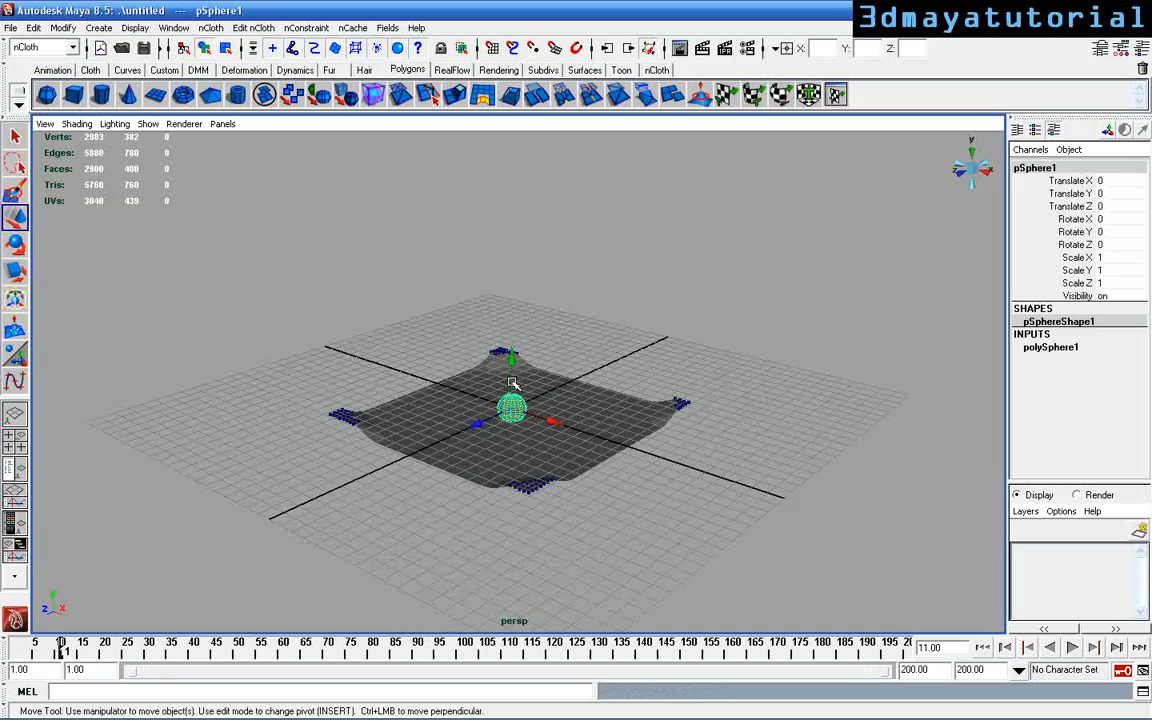 Autodesk Maya 8.5: .\untitled --- pSphere1
3dmayatutorial
File Edit Modify Create Display Window nCloth Edit nCloth nConstraint nCache Fields Help
nCloth X: Y: Z:
Animation Cloth Curves Custom DMM Deformation Dynamics Fur Hair Polygons RealFlow Rendering Subdivs Surfaces Toon nCloth
View Shading Lighting Show Renderer Panels
Verts: 2983 382 0
Edges: 5880 780 0
Faces: 2900 400 0
Tris: 5760 760 0
UVs: 3040 439 0
y
z x
Channels Object
pSphere1
Translate X 0
Translate Y 0
Translate Z 0
Rotate X 0
Rotate Y 0
Rotate Z 0
Scale X 1
Scale Y 1
Scale Z 1
Visibility on
SHAPES
pSphereShape1
INPUTS
polySphere1
Display Render
Layers Options Help
z x
persp
5 10 15 20 25 30 35 40 45 50 55 60 65 70 75 80 85 90 95 100 105 110 115 120 125 130 135 140 145 150 155 160 165 170 175 180 185 190 195 20
11.00
1.00 1.00 200.00 200.00 No Character Set
MEL
Move Tool: Use manipulator to move object(s). Use edit mode to change pivot (INSERT). Ctrl+LMB to move perpendicular.